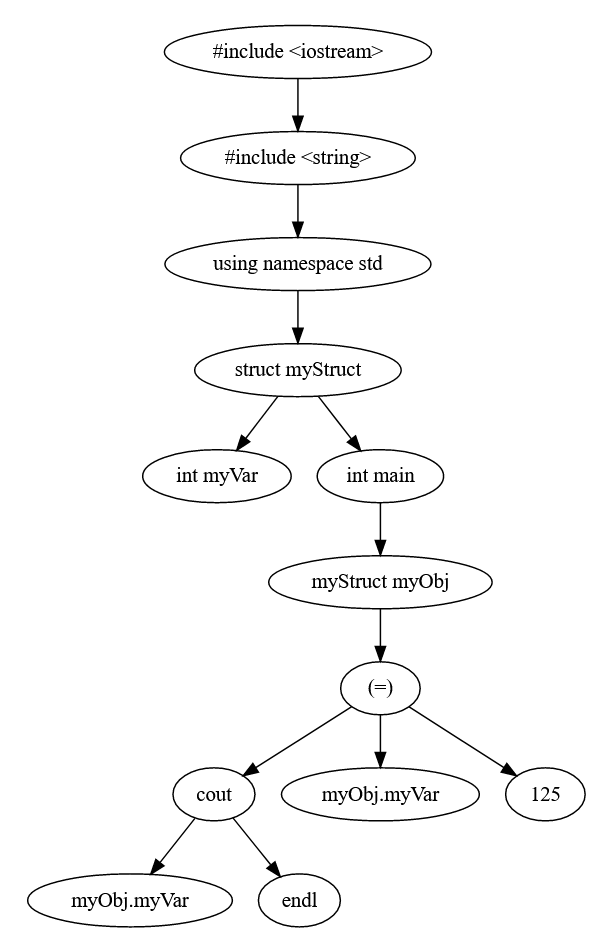 #include <iostream>
#include <string>
using namespace std
struct myStruct
int myVar
int main
myStruct myObj
(=)
cout
myObj.myVar
125
myObj.myVar
endl